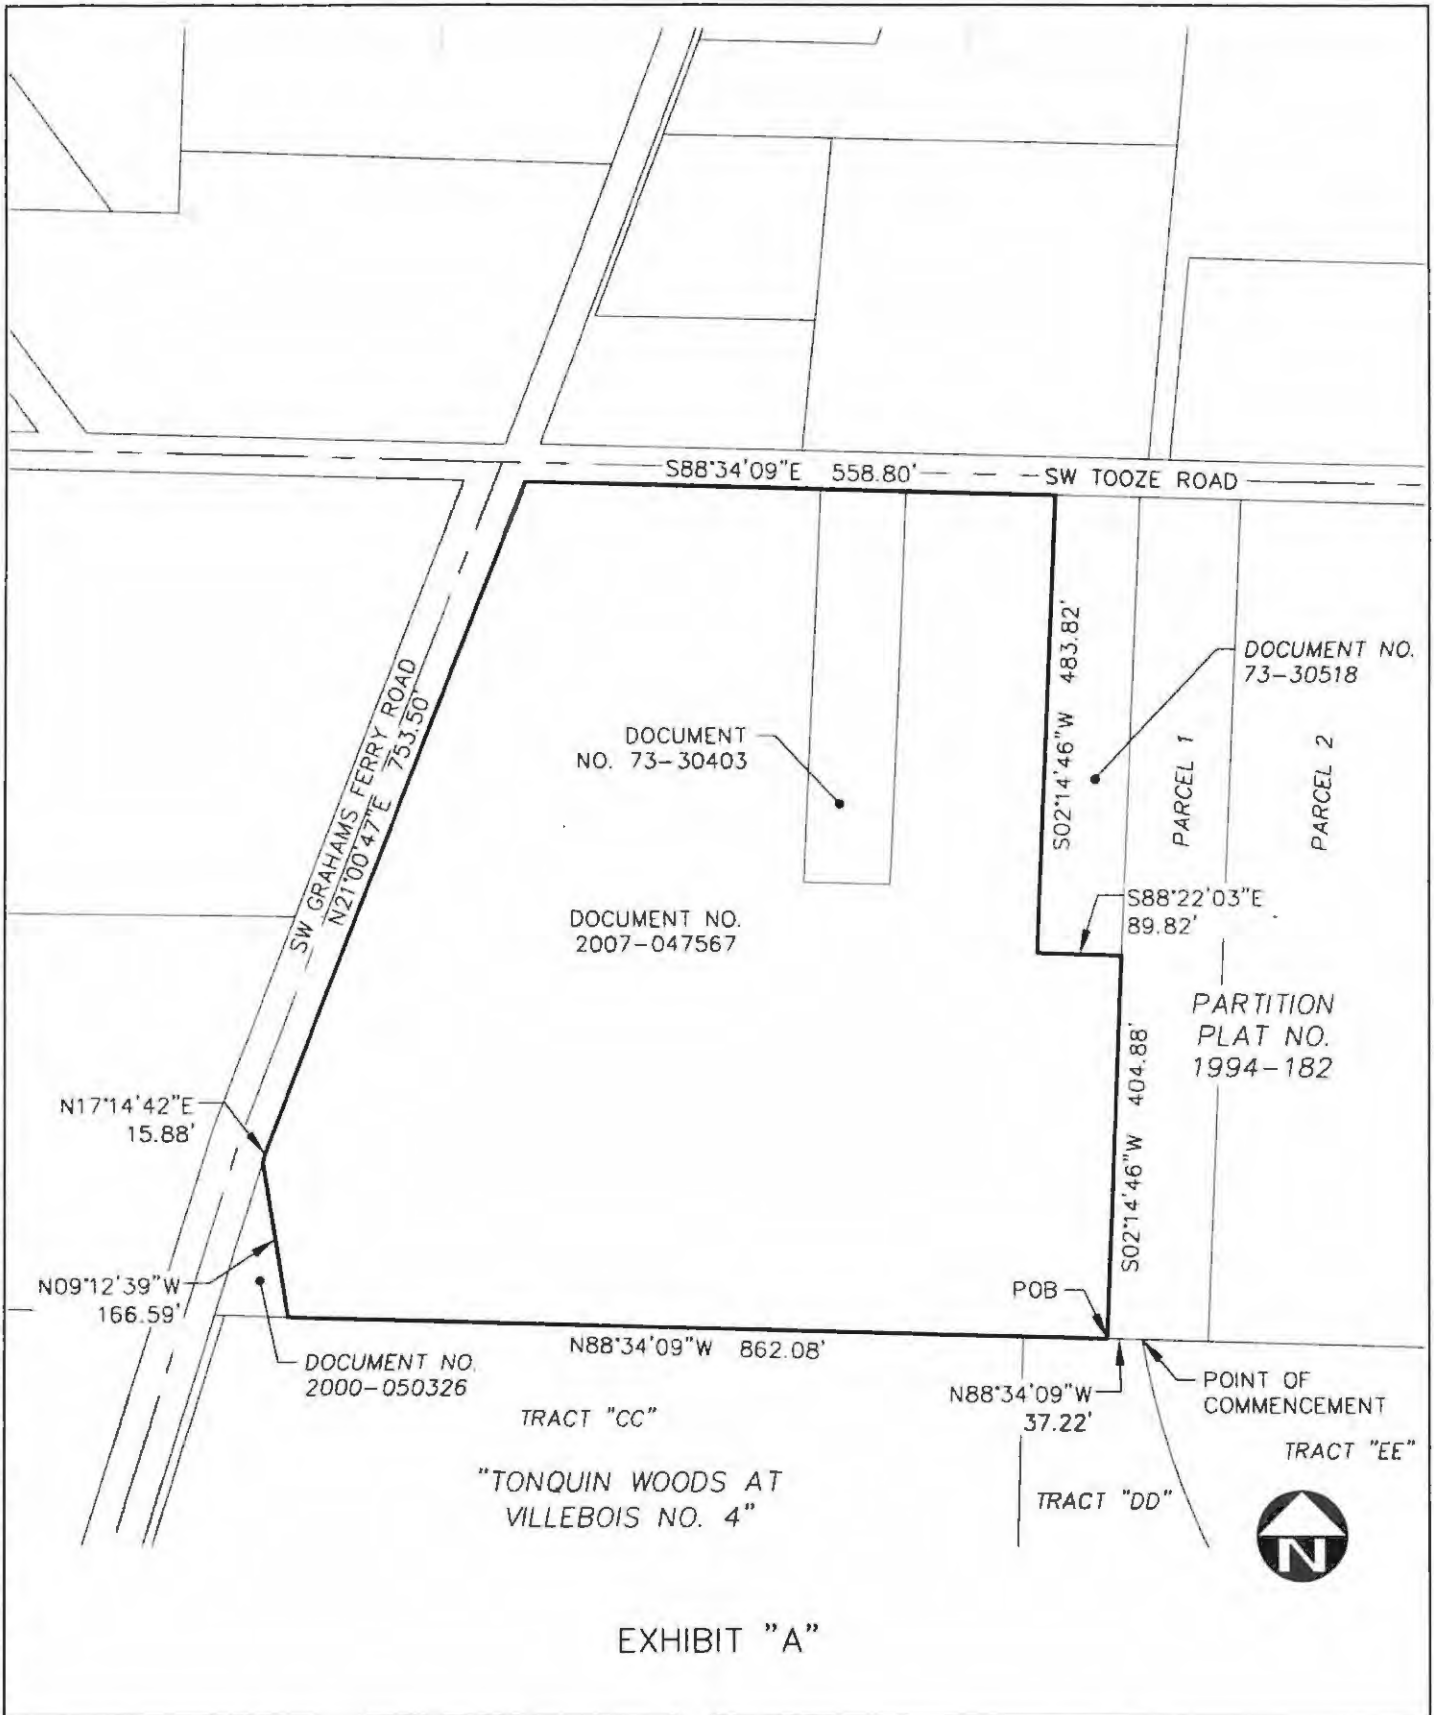 S88°34'09"E 558.80'
SW TOOZE ROAD
S02°14'46"W 483.82'
DOCUMENT NO.
73-30518
SW GRAHAMS FERRY ROAD
N21°00'47"E 753.50'
DOCUMENT
NO. 73-30403
PARCEL 1
PARCEL 2
S88°22'03"E
89.82'
DOCUMENT NO.
2007-047567
PARTITION
PLAT NO.
1994-182
S02°14'46"W 404.88'
N17°14'42"E
15.88'
N09°12'39"W
166.59'
POB
N88°34'09"W 862.08'
DOCUMENT NO.
2000-050326
N88°34'09"W
37.22'
POINT OF
COMMENCEMENT
TRACT "CC"
TRACT "EE"
"TONQUIN WOODS AT
VILLEBOIS NO. 4"
TRACT "DD"
N
EXHIBIT "A"